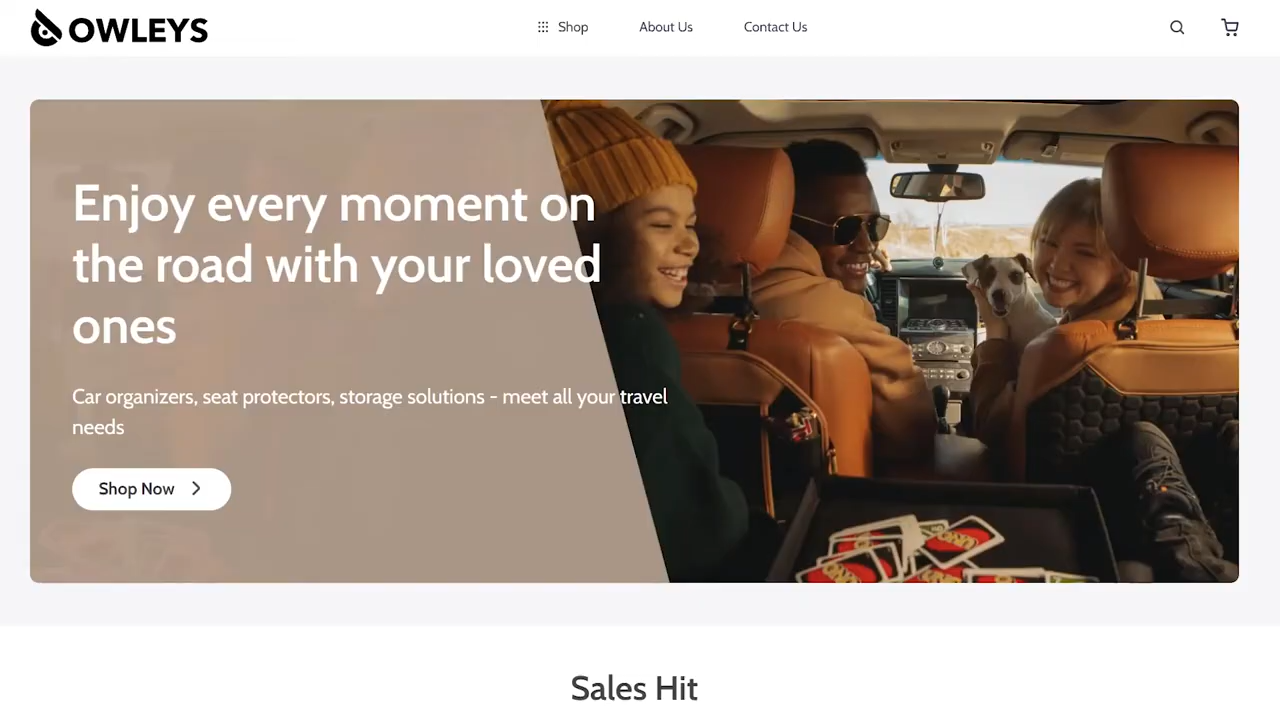 OWLEYS
Shop
About Us
Contact Us
Enjoy every moment on
the road with your loved
ones
Car organizers, seat protectors, storage solutions - meet all your travel
needs
Shop Now
UNO
Sales Hit